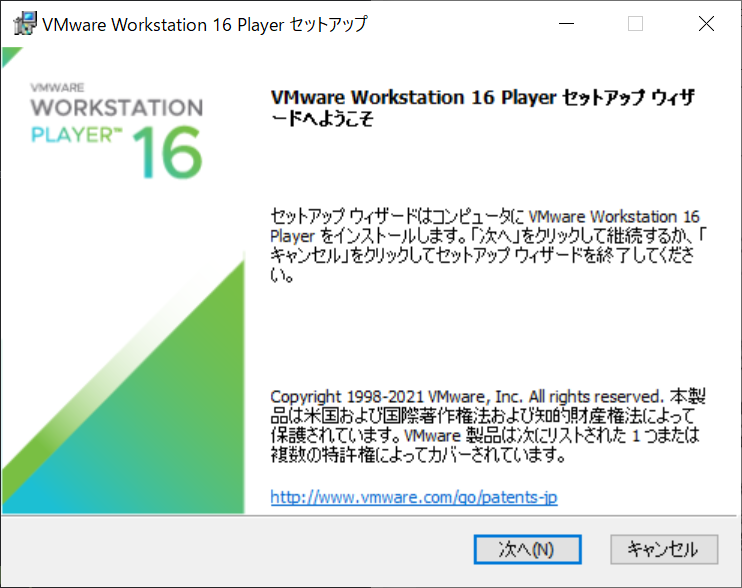 VMware Workstation 16 Player セットアップ
VMWARE
WORKSTATION
PLAYER™ 16
VMware Workstation 16 Player セットアップ ウィザ
ードへようこそ
セットアップ ウィザードはコンピュータに VMware Workstation 16
Player をインストールします。「次へ」をクリックして継続するか、「
キャンセル」をクリックしてセットアップ ウィザードを終了してくださ
い。
Copyright 1998-2021 VMware, Inc. All rights reserved. 本製
品は米国および国際著作権法および知的財産権法によって
保護されています。VMware 製品は次にリストされた 1 つまたは
複数の特許権によってカバーされています。
http://www.vmware.com/go/patents-jp
次へ(N)
キャンセル